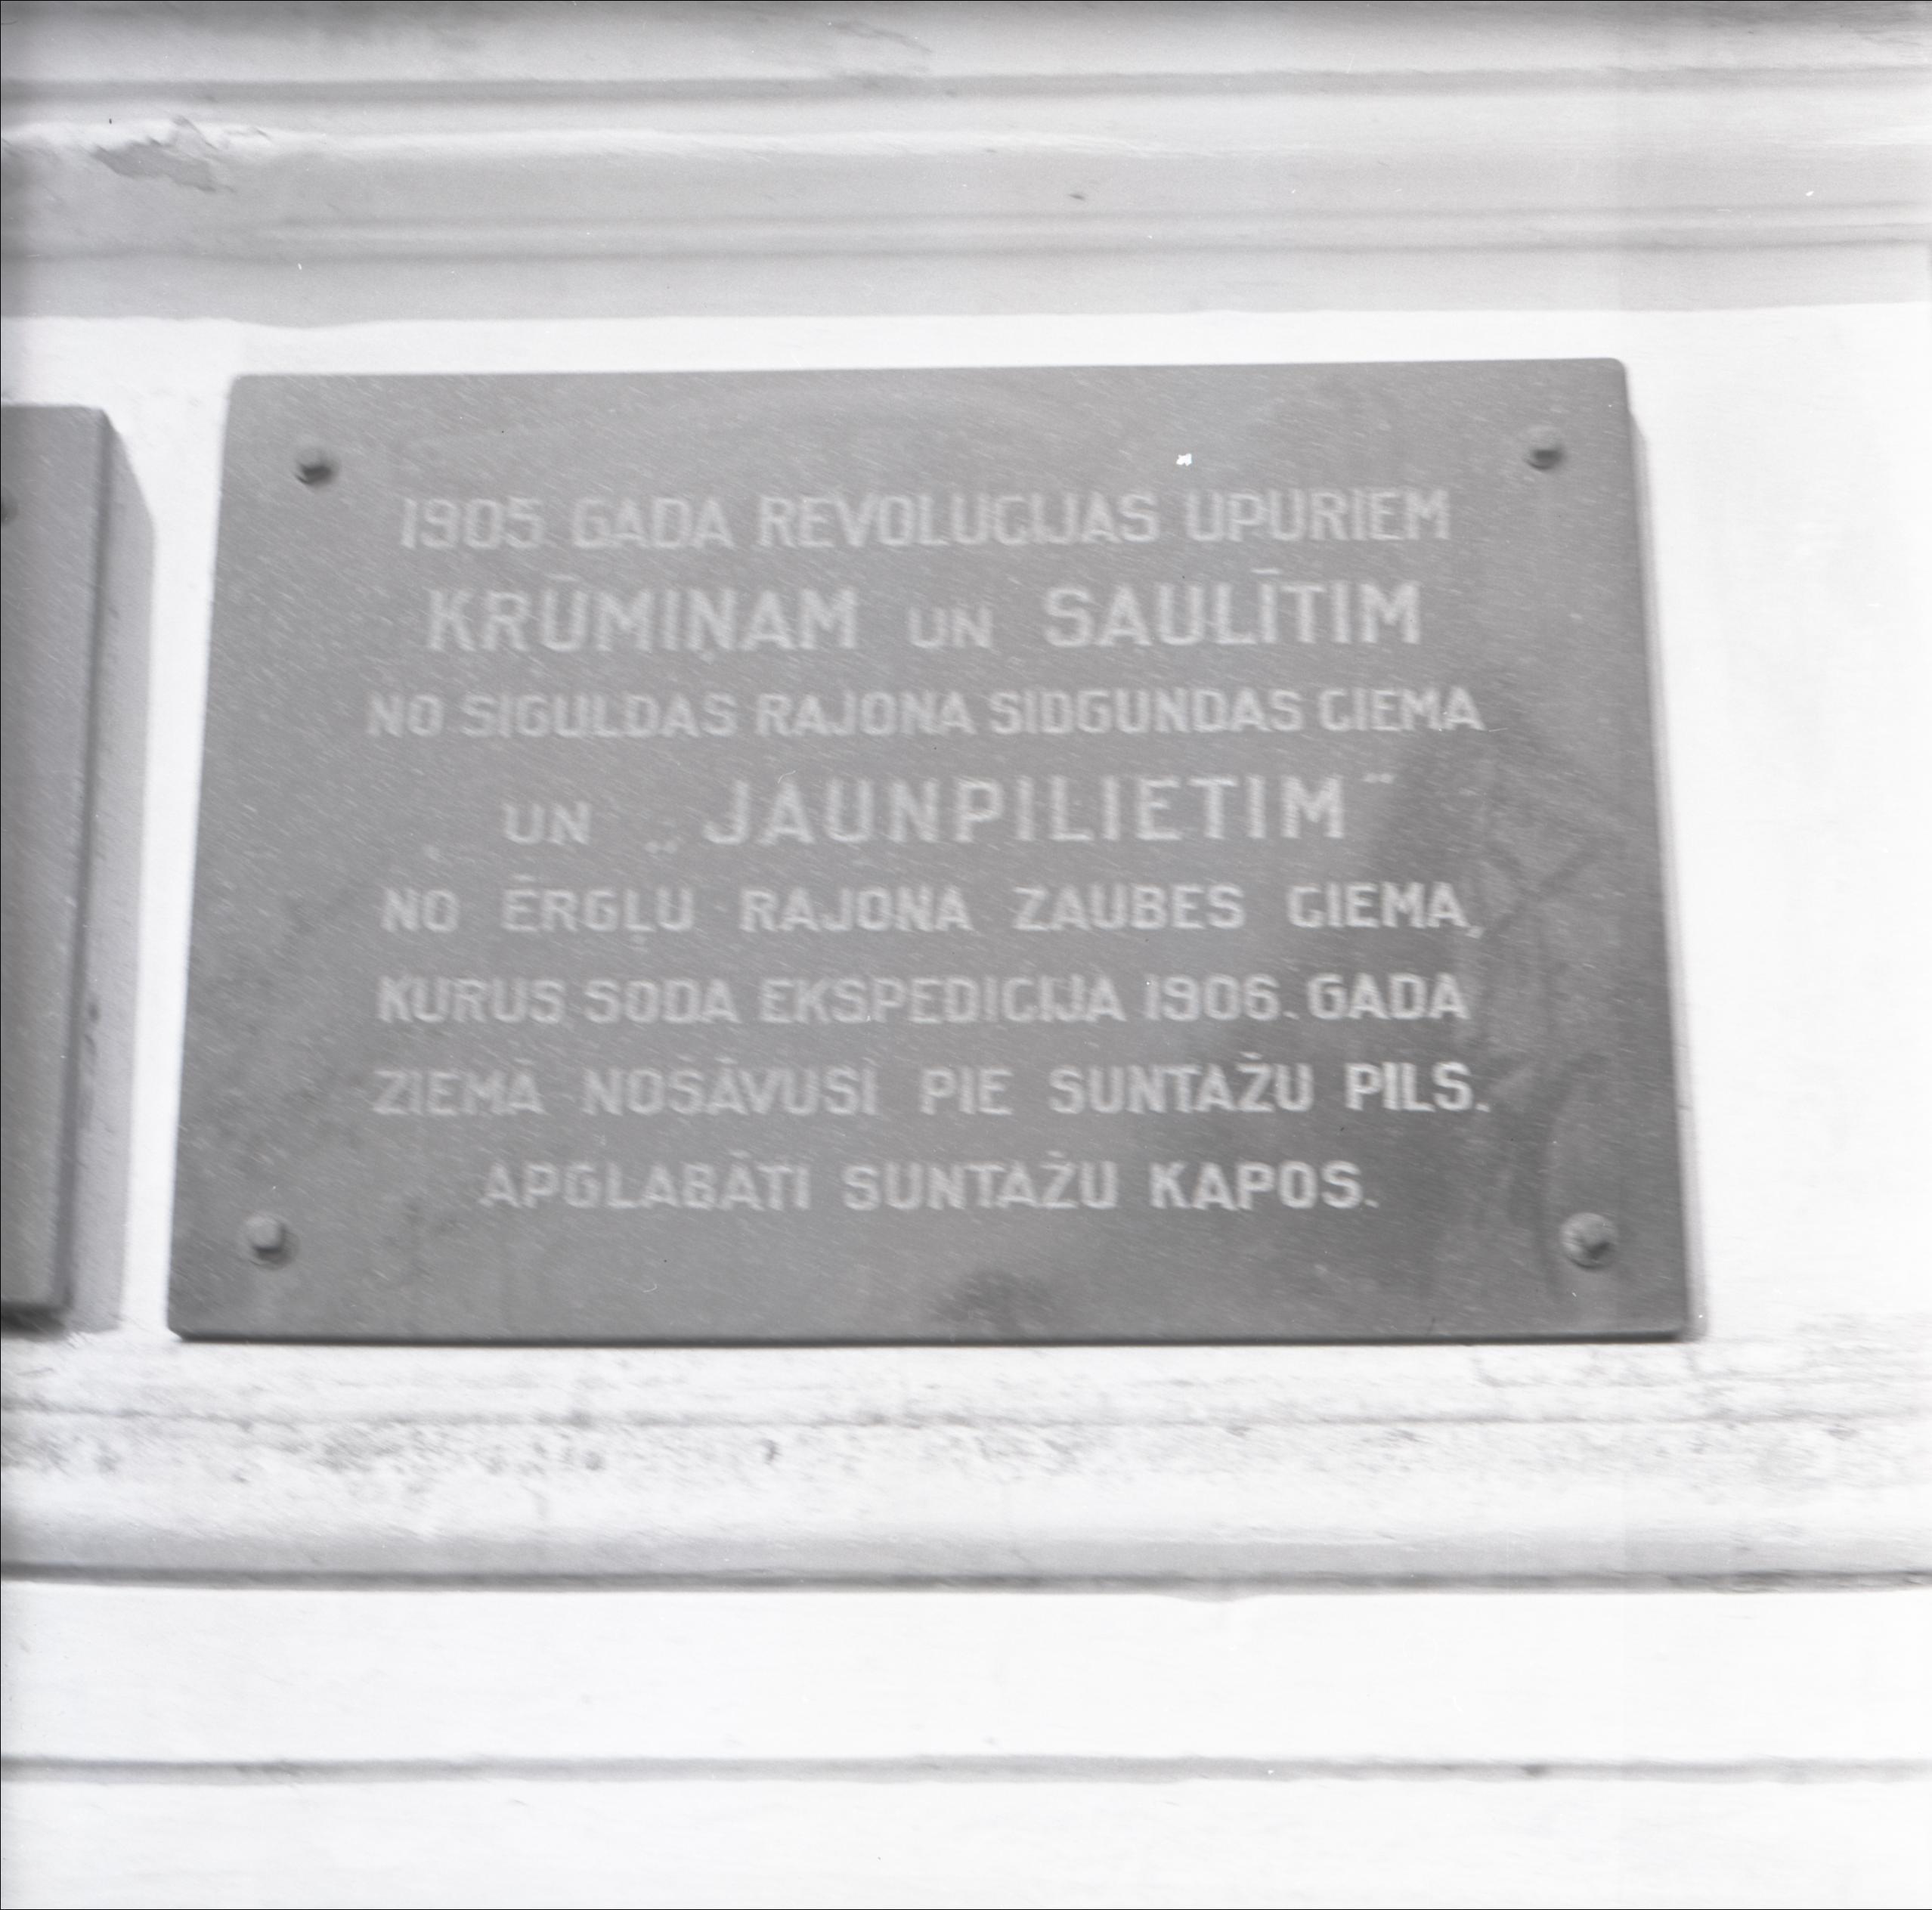 1905. GADA REVOLUCIJAS UPURIEM
KRŪMIŅAM UN SAULĪTIM
NO SIGULDAS RAJONA SIDGUNDAS CIEMA
UN „JAUNPILIETIM“
NO ĒRGĻU RAJONA ZAUBES CIEMA,
KURUS SODA EKSPEDICIJA 1906. GADA
ZIEMĀ NOŠĀVUSI PIE SUNTAŽU PILS.
APGLABĀTI SUNTAŽU KAPOS.